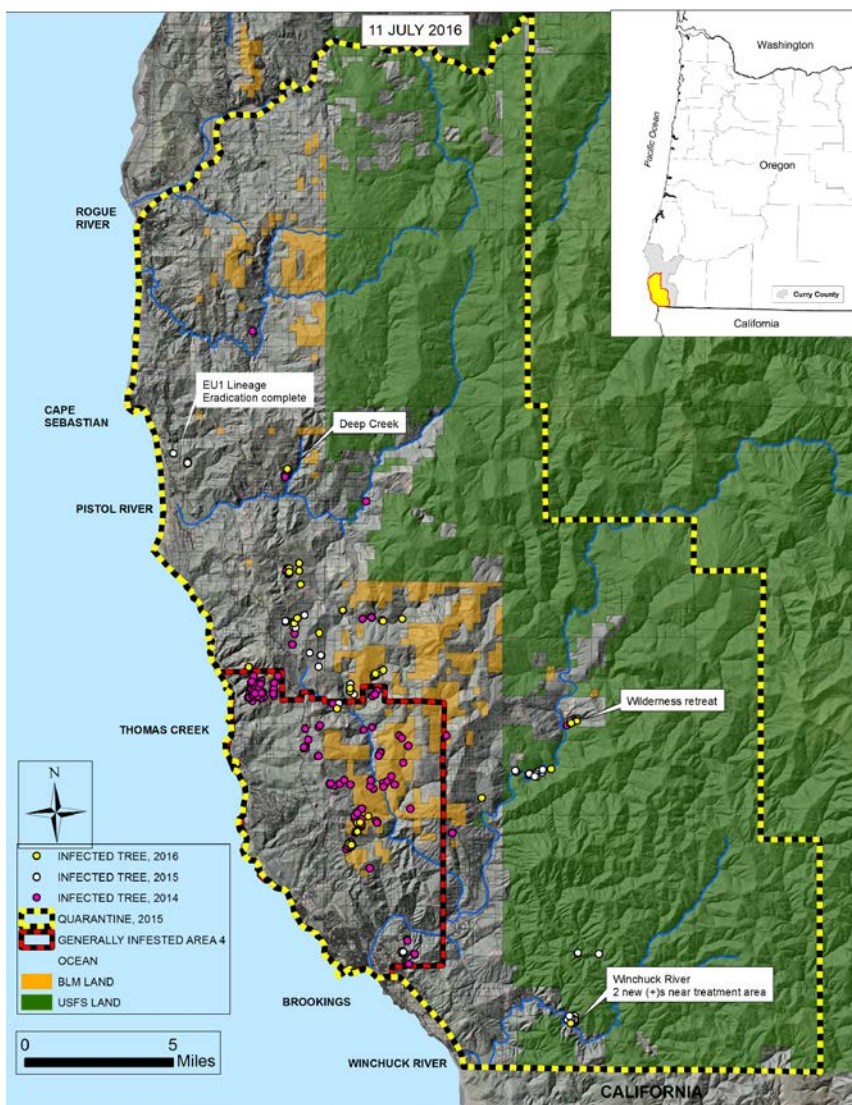 11 JULY 2016
Washington
Pacific Ocean
Oregon
Curry County
California
ROGUE
RIVER
EU1 Lineage
Eradication complete
CAPE
SEBASTIAN
Deep Creek
PISTOL RIVER
Wilderness retreat
THOMAS CREEK
N
INFECTED TREE, 2016
INFECTED TREE, 2015
INFECTED TREE, 2014
QUARANTINE, 2015
GENERALLY INFESTED AREA 4
OCEAN
BLM LAND
USFS LAND
Winchuck River
2 new (+)s near treatment area
BROOKINGS
0 5
Miles
WINCHUCK RIVER
CALIFORNIA